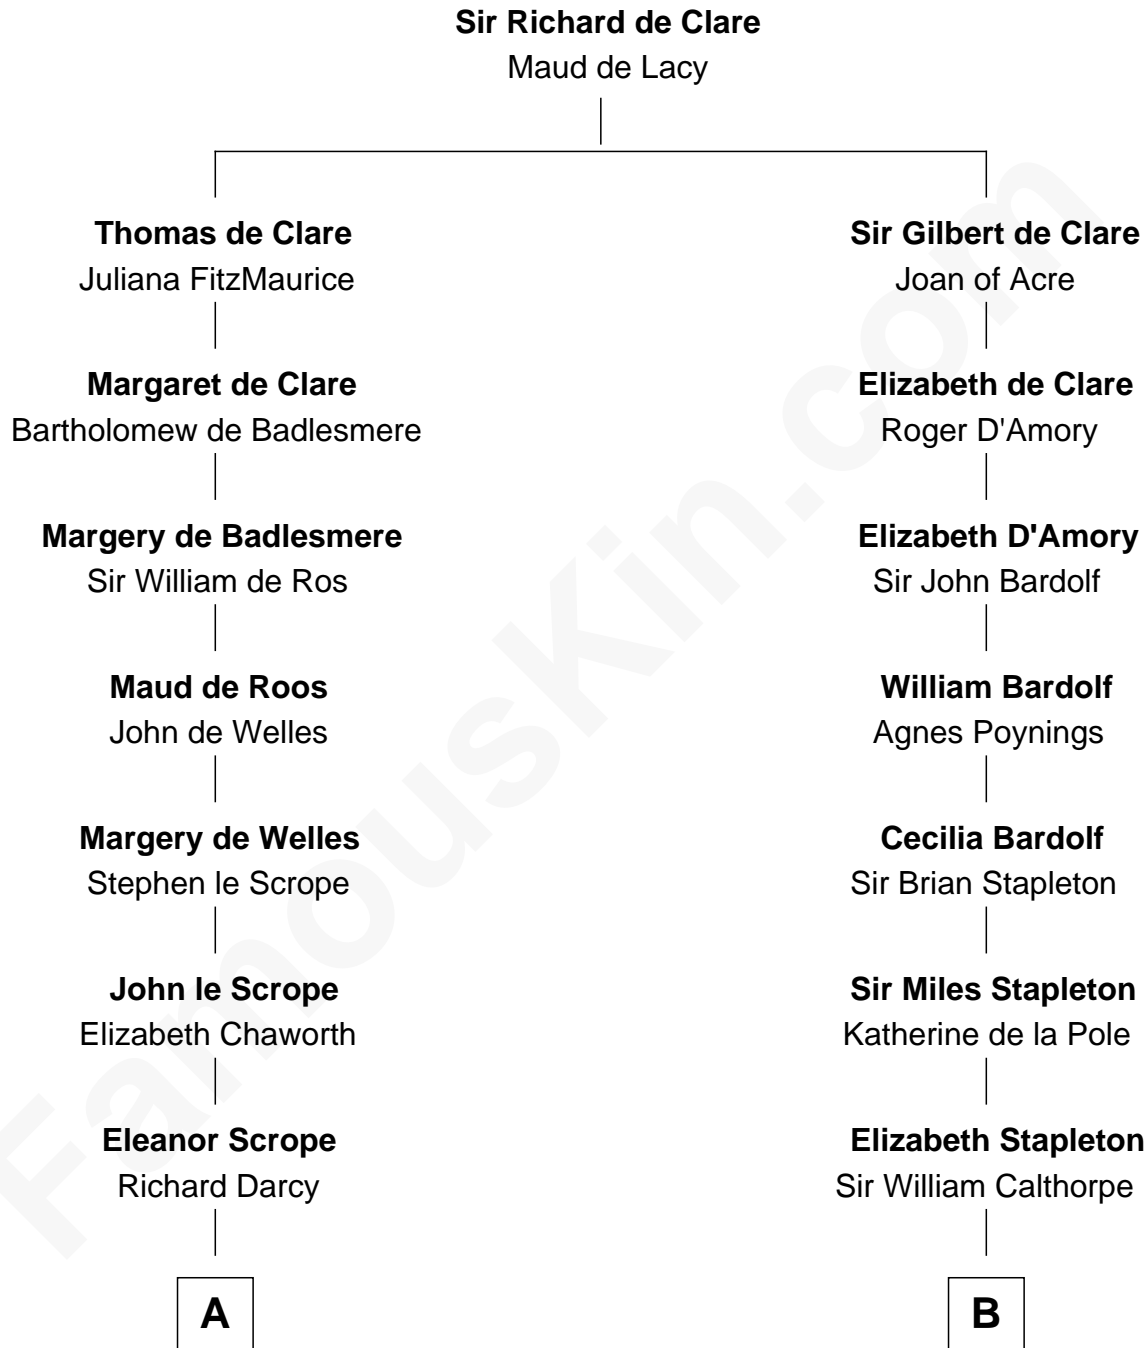 Sir Richard de Clare
Maud de Lacy
Thomas de Clare
Juliana FitzMaurice
Margaret de Clare
Bartholomew de Badlesmere
Margery de Badlesmere
Sir William de Ros
Maud de Roos
John de Welles
Margery de Welles
Stephen le Scrope
John le Scrope
Elizabeth Chaworth
Eleanor Scrope
Richard Darcy
A
Sir Gilbert de Clare
Joan of Acre
Elizabeth de Clare
Roger D'Amory
Elizabeth D'Amory
Sir John Bardolf
William Bardolf
Agnes Poynings
Cecilia Bardolf
Sir Brian Stapleton
Sir Miles Stapleton
Katherine de la Pole
Elizabeth Stapleton
Sir William Calthorpe
B
FamousKin.com